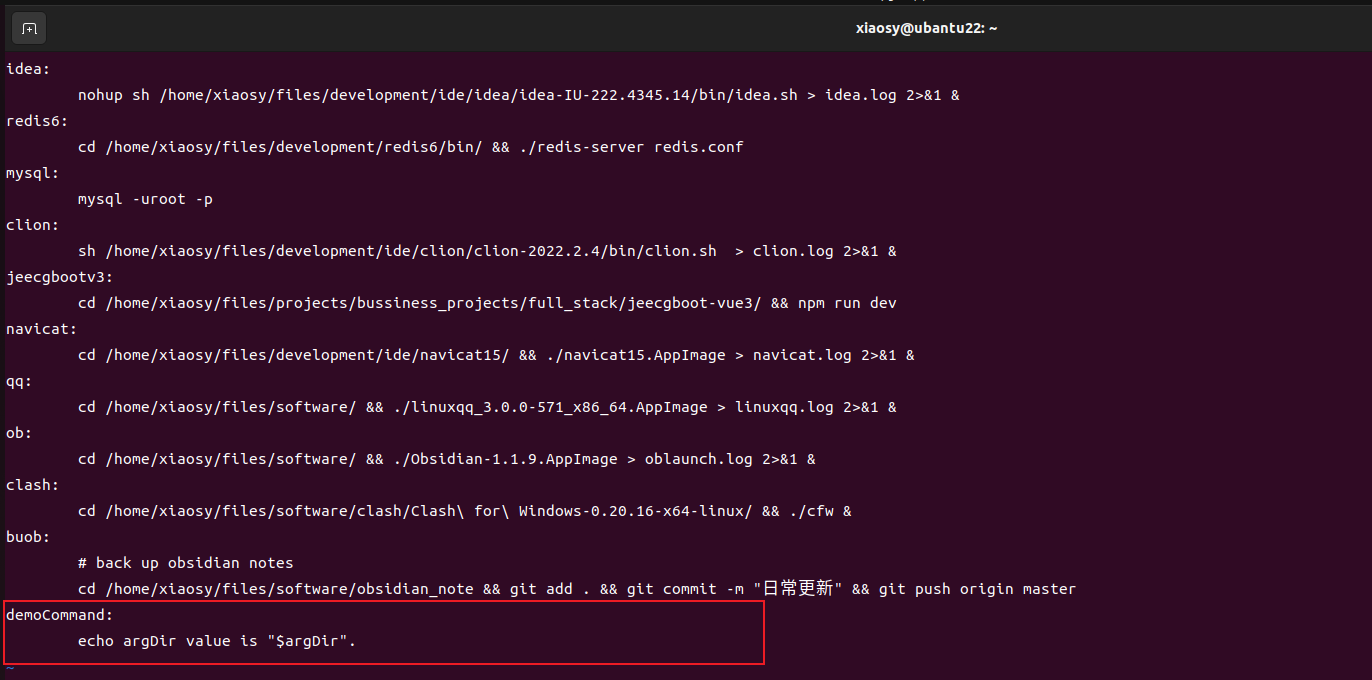 xiaosy@ubantu22: ~
idea:
nohup sh /home/xiaosy/files/development/ide/idea/idea-IU-222.4345.14/bin/idea.sh > idea.log 2>&1 &
redis6:
cd /home/xiaosy/files/development/redis6/bin/ && ./redis-server redis.conf
mysql:
mysql -uroot -p
clion:
sh /home/xiaosy/files/development/ide/clion/clion-2022.2.4/bin/clion.sh  > clion.log 2>&1 &
jeecgbootv3:
cd /home/xiaosy/files/projects/bussiness_projects/full_stack/jeecgboot-vue3/ && npm run dev
navicat:
cd /home/xiaosy/files/development/ide/navicat15/ && ./navicat15.AppImage > navicat.log 2>&1 &
qq:
cd /home/xiaosy/files/software/ && ./linuxqq_3.0.0-571_x86_64.AppImage > linuxqq.log 2>&1 &
ob:
cd /home/xiaosy/files/software/ && ./Obsidian-1.1.9.AppImage > oblaunch.log 2>&1 &
clash:
cd /home/xiaosy/files/software/clash/Clash\ for\ Windows-0.20.16-x64-linux/ && ./cfw &
buob:
# back up obsidian notes
cd /home/xiaosy/files/software/obsidian_note && git add . && git commit -m "日常更新" && git push origin master
demoCommand:
echo argDir value is "$argDir".
~